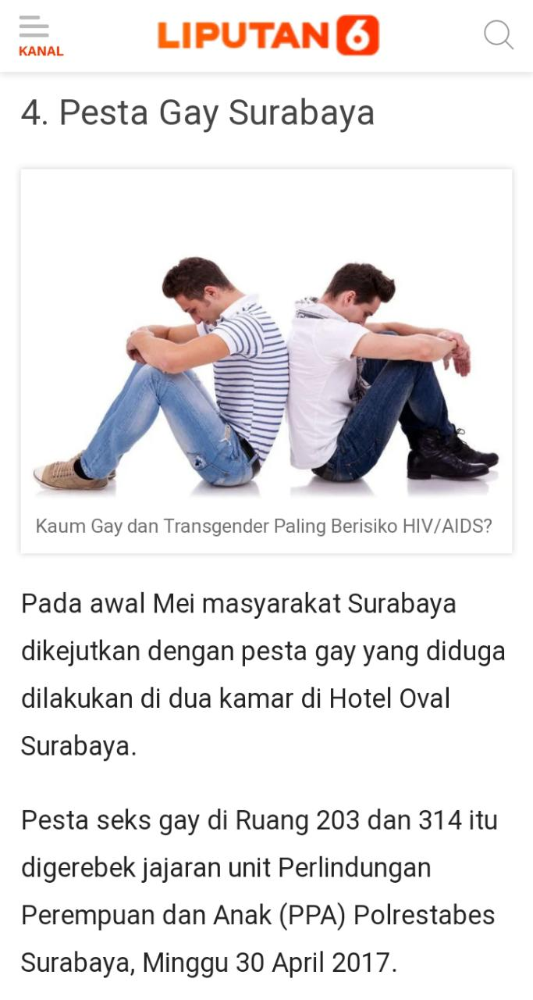 LIPUTAN 6
KANAL
4. Pesta Gay Surabaya
Kaum Gay dan Transgender Paling Berisiko HIV/AIDS?
Pada awal Mei masyarakat Surabaya
dikejutkan dengan pesta gay yang diduga
dilakukan di dua kamar di Hotel Oval
Surabaya.
Pesta seks gay di Ruang 203 dan 314 itu
digerebek jajaran unit Perlindungan
Perempuan dan Anak (PPA) Polrestabes
Surabaya, Minggu 30 April 2017.